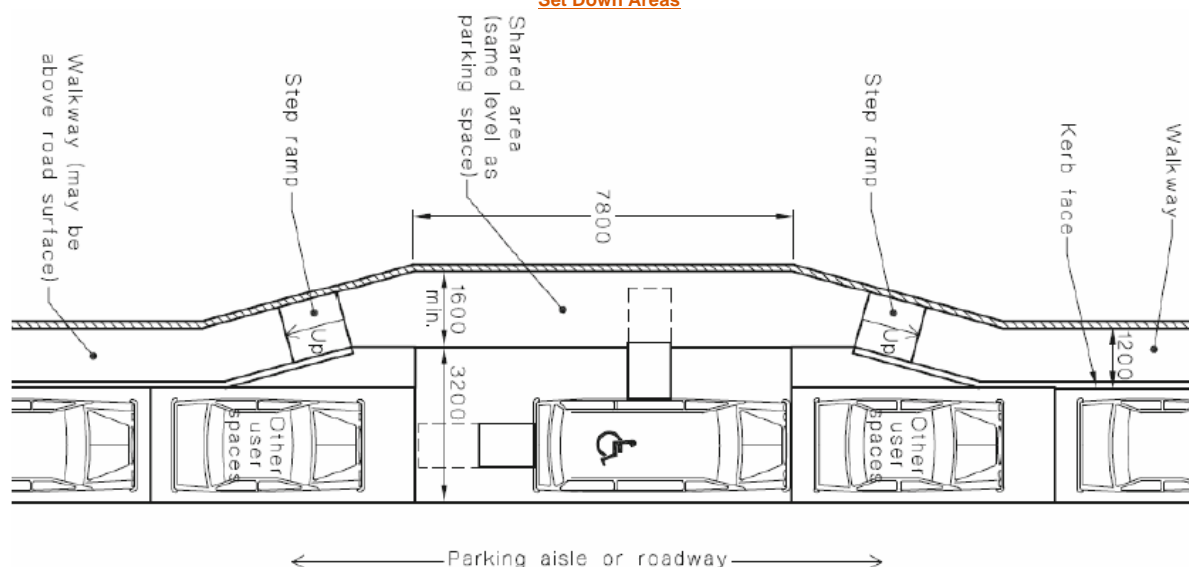 Set Down Areas
Walkway (may be
above road surface)
Step ramp
Shared area
(same level as
parking space)
7800
Step ramp
Kerb face
Walkway
1600
min.
Up
Up
1200
3200
Other
user
spaces
Other
user
spaces
Parking aisle or roadway